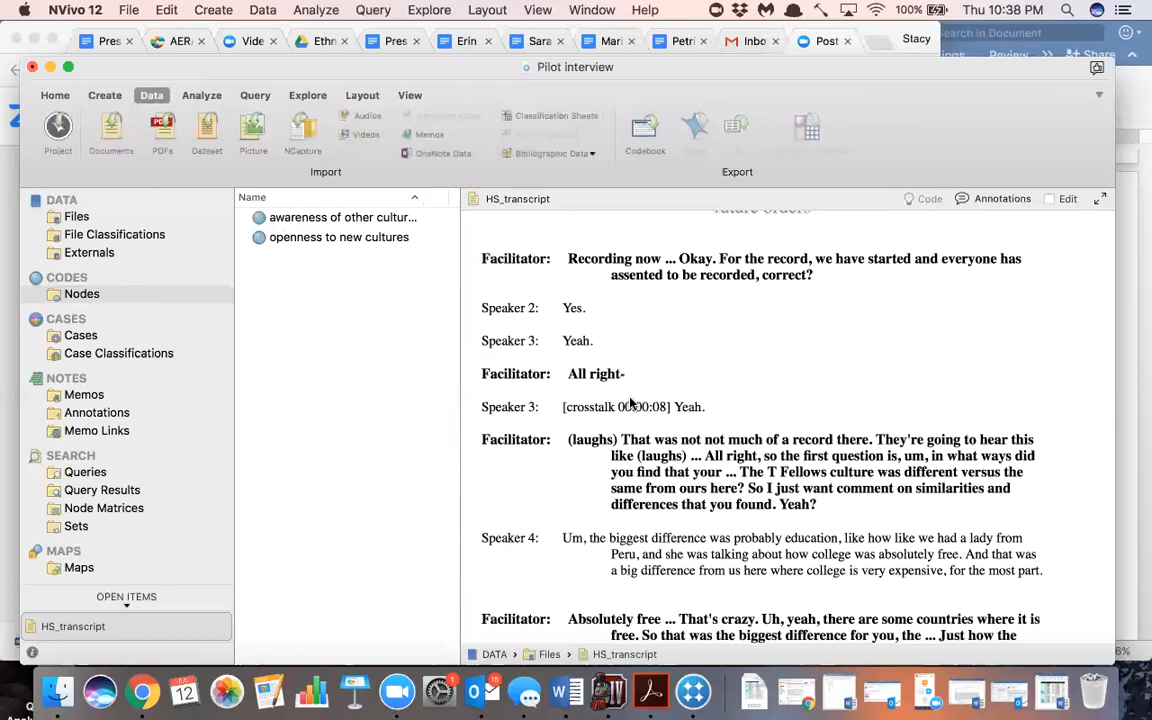 NVivo 12 File Edit Create Data Analyze Query Explore Layout View Window Help 100% Thu 10:38 PM
Pres AER Vide Ethn Pres Erin Sara Mari Petri Inbo Post Stacy Search in Document
Pilot interview
Review Share
Home Create Data Analyze Query Explore Layout View
Audios Classification Sheets
Videos Memos
Project Documents PDFs Dataset Picture NCapture OneNote Data Bibliographic Data Codebook
Import Export
DATA
Files
File Classifications
Externals
CODES
Nodes
CASES
Cases
Case Classifications
NOTES
Memos
Annotations
Memo Links
SEARCH
Queries
Query Results
Node Matrices
Sets
MAPS
Maps
OPEN ITEMS
HS_transcript
Name
awareness of other cultur...
openness to new cultures
HS_transcript Code Annotations Edit
future orders
Facilitator: Recording now ... Okay. For the record, we have started and everyone has
assented to be recorded, correct?
Speaker 2: Yes.
Speaker 3: Yeah.
Facilitator: All right-
Speaker 3: [crosstalk 00:00:08] Yeah.
Facilitator: (laughs) That was not not much of a record there. They're going to hear this
like (laughs) ... All right, so the first question is, um, in what ways did
you find that your ... The T Fellows culture was different versus the
same from ours here? So I just want comment on similarities and
differences that you found. Yeah?
Speaker 4: Um, the biggest difference was probably education, like how like we had a lady from
Peru, and she was talking about how college was absolutely free. And that was
a big difference from us here where college is very expensive, for the most part.
Facilitator: Absolutely free ... That's crazy. Uh, yeah, there are some countries where it is
free. So that was the biggest difference for you, the ... Just how the
DATA Files HS_transcript
6%
1
15
DEC
12